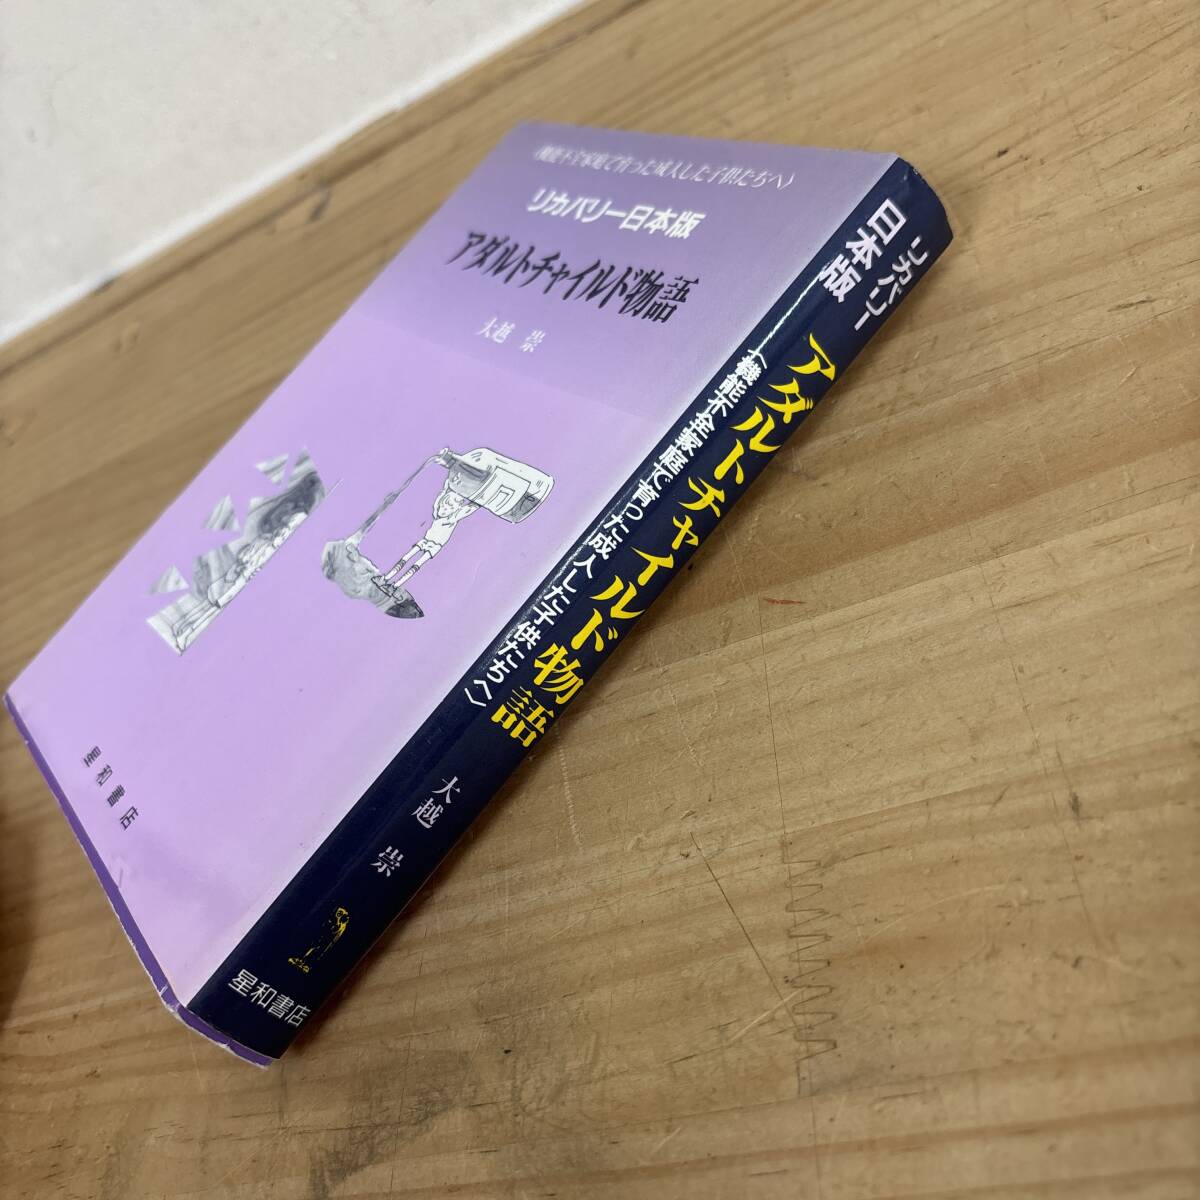 〈機能不全家庭で育った成人した子供たちへ〉
リカバリー日本版
アダルトチャイルド物語
大越 崇
星和書店
リカバリー
日本版
アダルトチャイルド物語
〈機能不全家庭で育った成人した子供たちへ〉
大越 崇
星和書店